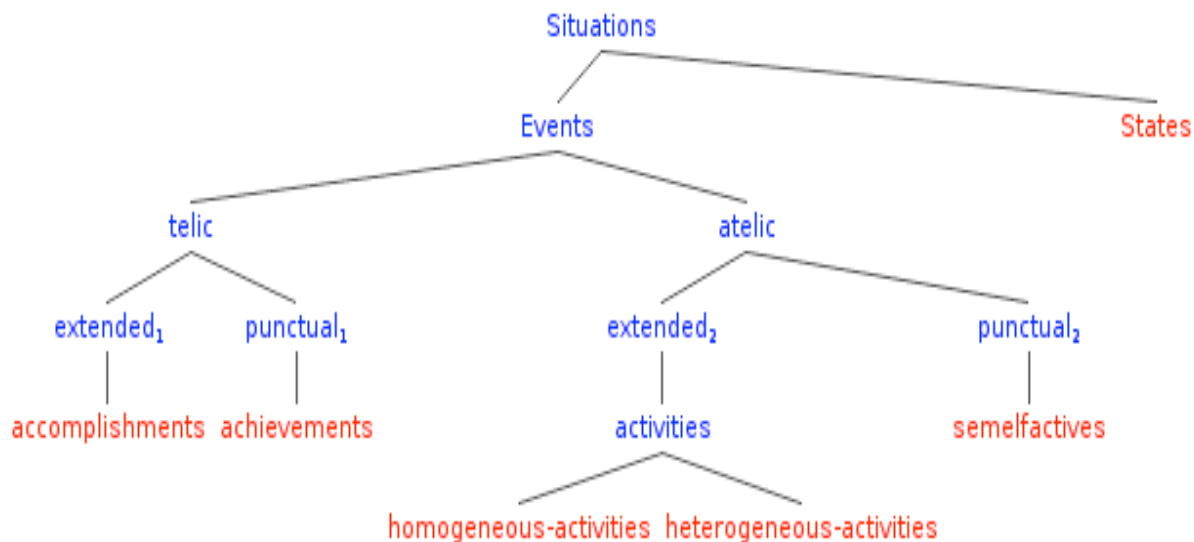 Situations
Events States
telic atelic
extended₁ punctual₁ extended₂ punctual₂
accomplishments achievements activities semelfactives
homogeneous-activities heterogeneous-activities